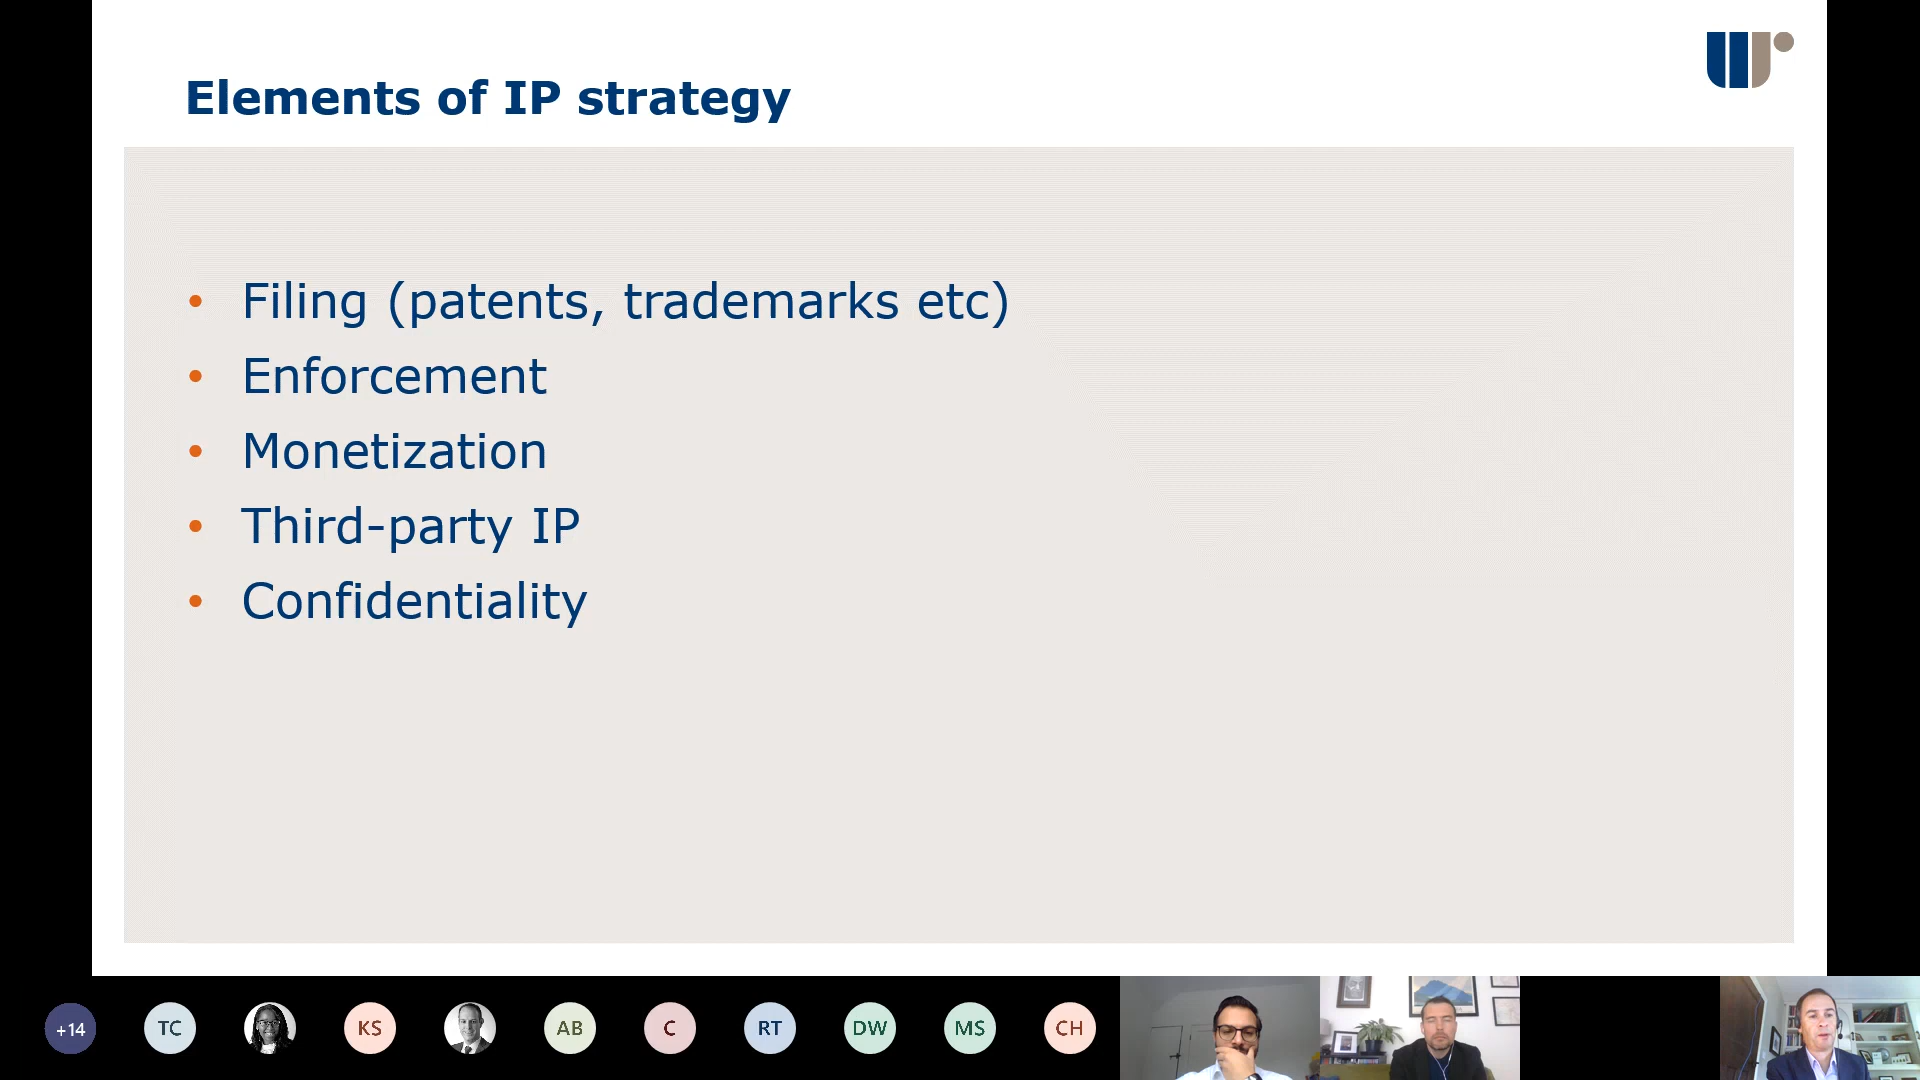 Elements of IP strategy
• Filing (patents, trademarks etc)
• Enforcement
• Monetization
• Third-party IP
• Confidentiality
+14
TC
KS
AB
C
RT
DW
MS
CH